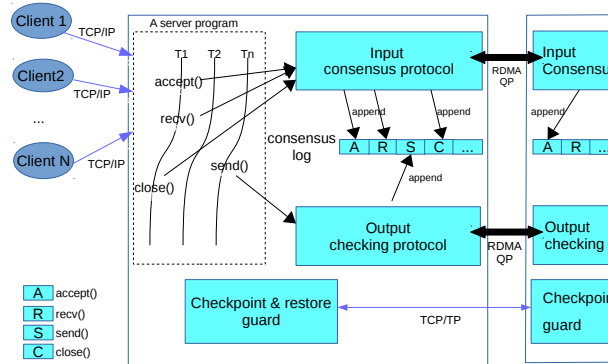 Client 1
TCP/IP
A server program
T1 T2 Tn
Input
consensus protocol
RDMA
QP
Input
Consensu
Client2
TCP/IP
accept()
recv()
close()
send()
append
append
append
append
consensus
log
A R S C ...
A R ...
...
Client N
TCP/IP
append
Output
checking protocol
RDMA
QP
Output
checking
Checkpoint & restore
guard
TCP/TP
Checkpoin
guard
A accept()
R recv()
S send()
C close()